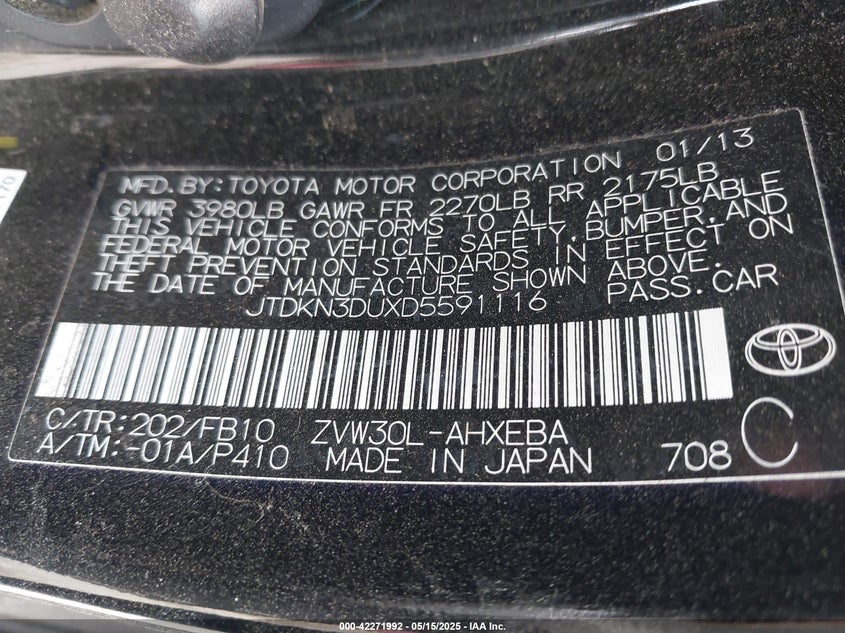 170
MFD. BY: TOYOTA MOTOR CORPORATION 01/13
GVWR 3980LB GAWR FR 2270LB RR 2175LB
THIS VEHICLE CONFORMS TO ALL APPLICABLE
FEDERAL MOTOR VEHICLE SAFETY, BUMPER, AND
THEFT PREVENTION STANDARDS IN EFFECT ON
THE DATE OF MANUFACTURE SHOWN ABOVE.
JTDKN3DUXD5591116 PASS. CAR
C/TR:202/FB10 ZVW30L-AHXEBA
A/TM:-01A/P410 MADE IN JAPAN 708 C
000-42271992 - 05/15/2025 - IAA Inc.